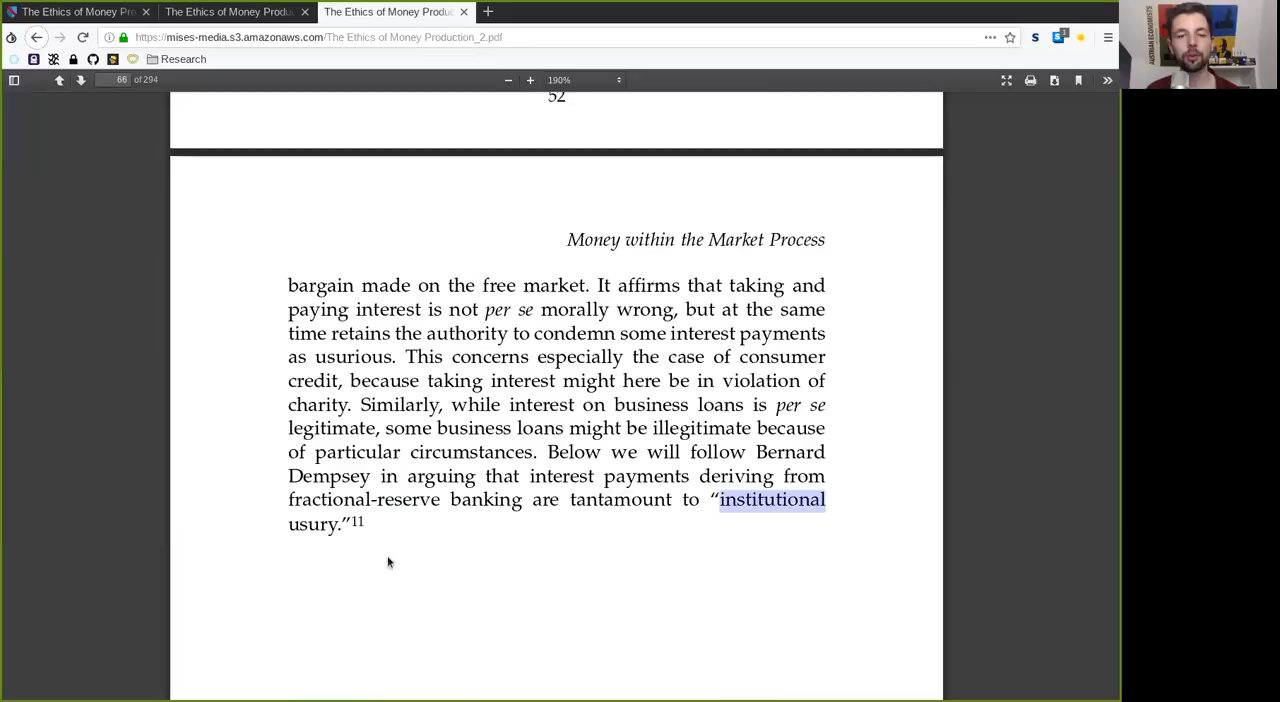 The Ethics of Money Pro
The Ethics of Money Produ
The Ethics of Money Produc
https://mises-media.s3.amazonaws.com/The Ethics of Money Production_2.pdf
Research
66 of 294
190%
52
Money within the Market Process
bargain made on the free market. It affirms that taking and
paying interest is not per se morally wrong, but at the same
time retains the authority to condemn some interest payments
as usurious. This concerns especially the case of consumer
credit, because taking interest might here be in violation of
charity. Similarly, while interest on business loans is per se
legitimate, some business loans might be illegitimate because
of particular circumstances. Below we will follow Bernard
Dempsey in arguing that interest payments deriving from
fractional-reserve banking are tantamount to “institutional
usury.”11
AUSTRIAN ECONOMISTS